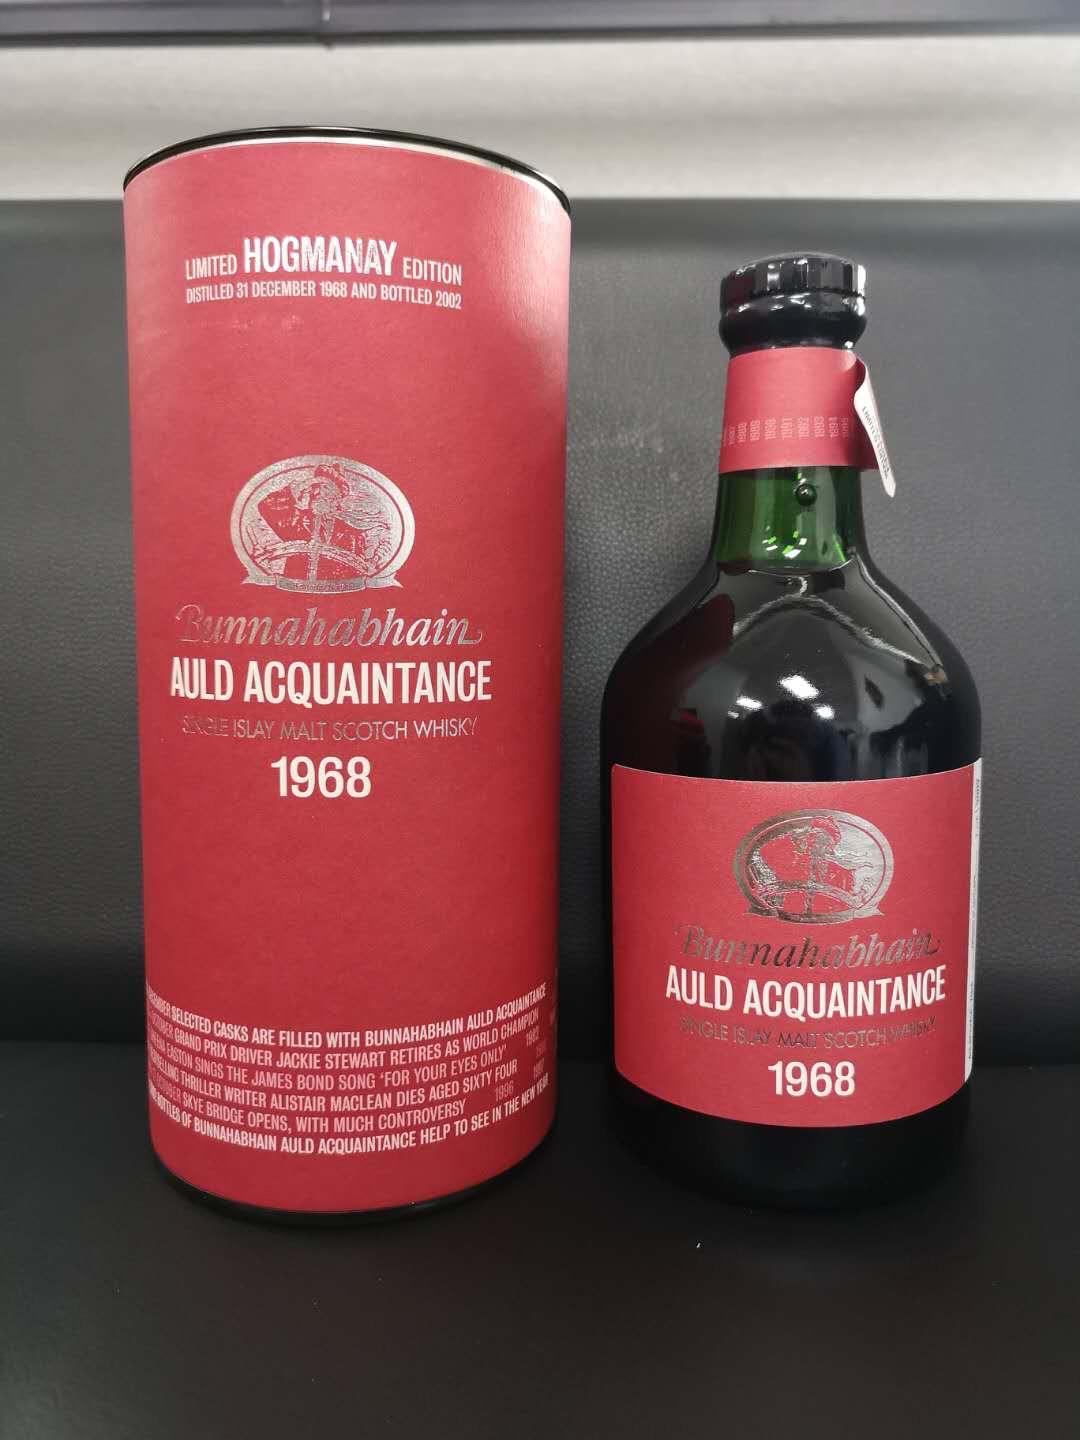 LIMITED HOGMANAY EDITION
DISTILLED 31 DECEMBER 1968 AND BOTTLED 2002
Bunnahabhain
AULD ACQUAINTANCE
SINGLE ISLAY MALT SCOTCH WHISKY
1968
SELECTED CASKS ARE FILLED WITH BUNNAHABHAIN AULD ACQUAINTANCE
GRAND PRIX DRIVER JACKIE STEWART RETIRES AS WORLD CHAMPION
EASTON SINGS THE JAMES BOND SONG 'FOR YOUR EYES ONLY' 1982
THRILLER WRITER ALISTAIR MACLEAN DIES AGED SIXTY FOUR
SKYE BRIDGE OPENS, WITH MUCH CONTROVERSY 1996
BOTTLES OF BUNNAHABHAIN AULD ACQUAINTANCE HELP TO SEE IN THE NEW YEAR
Bunnahabhain
AULD ACQUAINTANCE
SINGLE ISLAY MALT SCOTCH WHISKY
1968